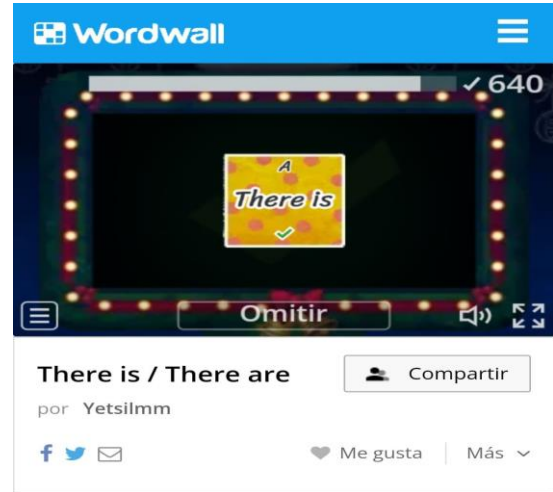 Wordwall
640
A
There is
Omitir
There is / There are
Compartir
por Yetsilmm
Me gusta
Más